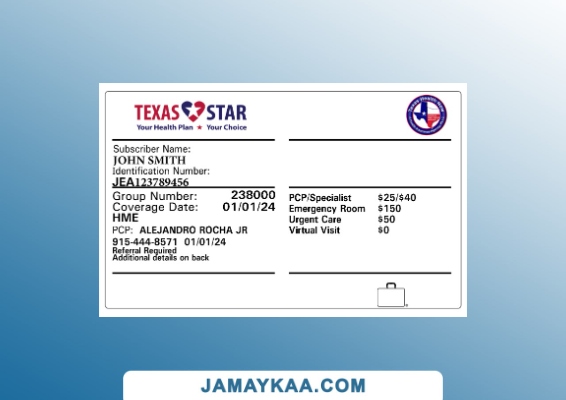 TEXAS STAR
Your Health Plan ★ Your Choice
Subscriber Name:
JOHN SMITH
Identification Number:
JEA123789456
Group Number: 238000
Coverage Date: 01/01/24
HME
PCP: ALEJANDRO ROCHA JR
915-444-8571 01/01/24
Referral Required
Additional details on back
PCP/Specialist $25/$40
Emergency Room $150
Urgent Care $50
Virtual Visit $0
JAMAYKAA.COM